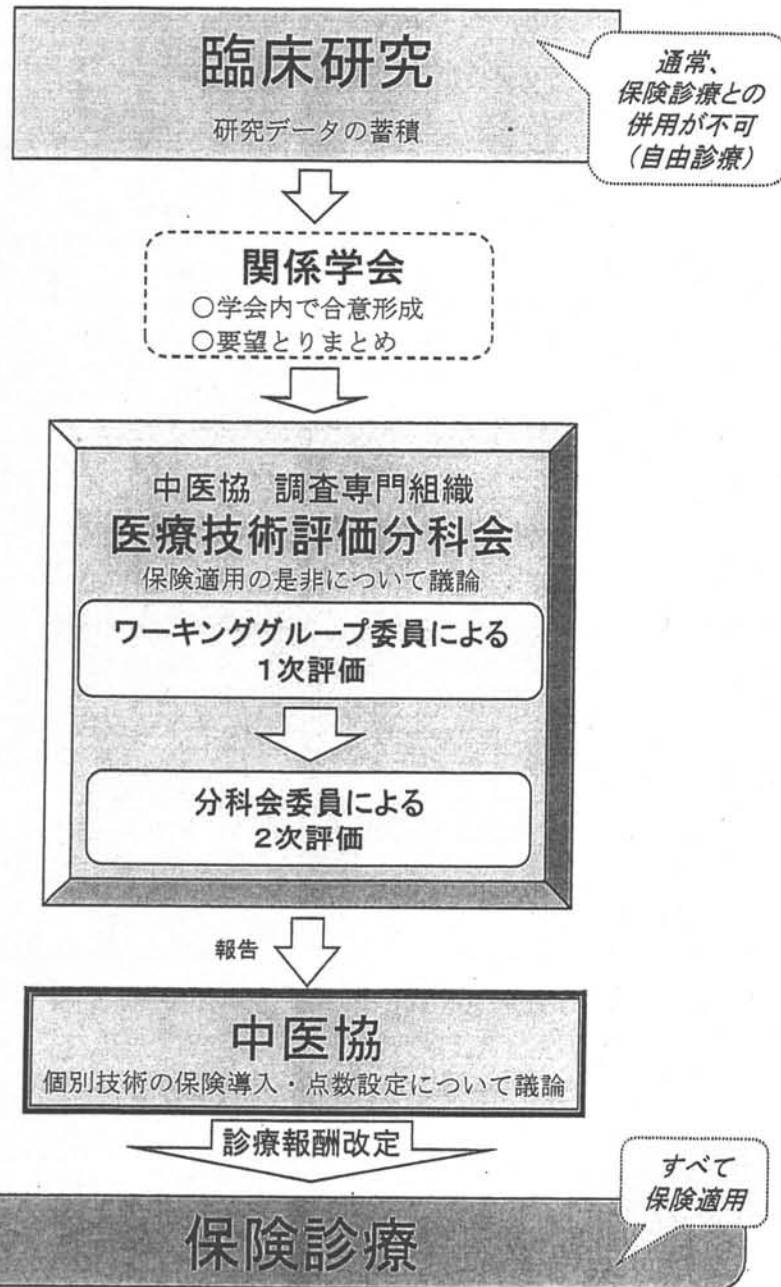 臨床研究
研究データの蓄積
通常、
保険診療との
併用が不可
（自由診療）
関係学会
○学会内で合意形成
○要望とりまとめ
中医協 調査専門組織
医療技術評価分科会
保険適用の是非について議論
ワーキンググループ委員による
1次評価
分科会委員による
2次評価
報告
中医協
個別技術の保険導入・点数設定について議論
診療報酬改定
すべて
保険適用
保険診療